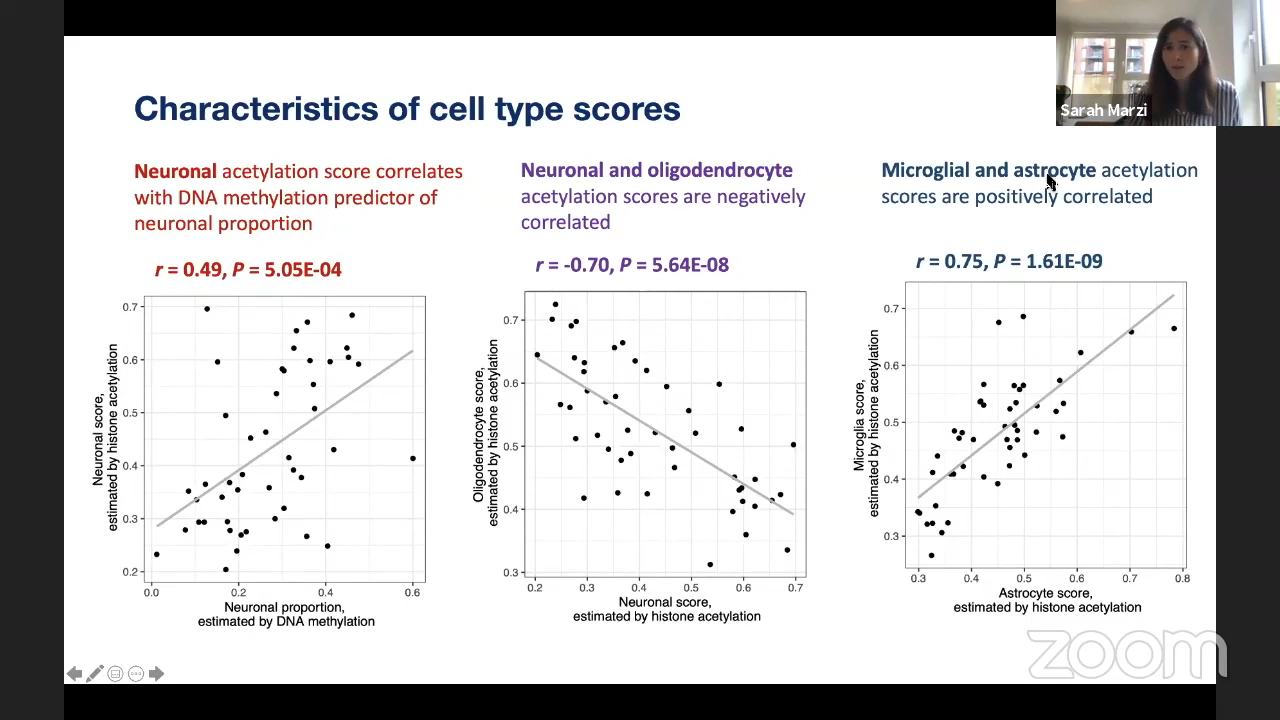 Sarah Marzi
Characteristics of cell type scores
Neuronal acetylation score correlates
with DNA methylation predictor of
neuronal proportion
r = 0.49, P = 5.05E-04
0.7
0.6
0.5
0.4
0.3
0.2
Neuronal score,
estimated by histone acetylation
0.0
0.2
0.4
0.6
Neuronal proportion,
estimated by DNA methylation
Neuronal and oligodendrocyte
acetylation scores are negatively
correlated
r = -0.70, P = 5.64E-08
0.7
0.6
0.5
0.4
0.3
Oligodendrocyte score,
estimated by histone acetylation
0.2
0.3
0.4
0.5
0.6
0.7
Neuronal score,
estimated by histone acetylation
Microglial and astrocyte acetylation
scores are positively correlated
r = 0.75, P = 1.61E-09
0.7
0.6
0.5
0.4
0.3
Microglia score,
estimated by histone acetylation
0.3
0.4
0.5
0.6
0.7
0.8
Astrocyte score,
estimated by histone acetylation
zoom